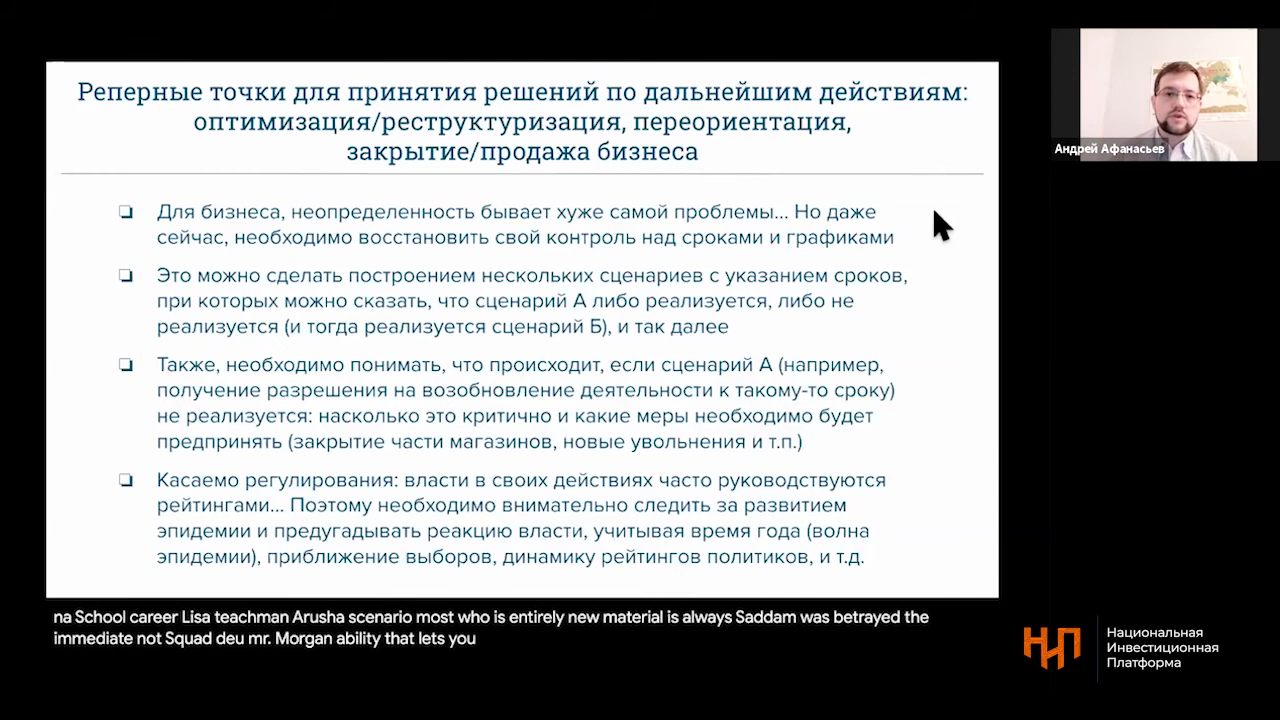 Реперные точки для принятия решений по дальнейшим действиям:
оптимизация/реструктуризация, переориентация,
закрытие/продажа бизнеса
Для бизнеса, неопределенность бывает хуже самой проблемы... Но даже
сейчас, необходимо восстановить свой контроль над сроками и графиками
Это можно сделать построением нескольких сценариев с указанием сроков,
при которых можно сказать, что сценарий А либо реализуется, либо не
реализуется (и тогда реализуется сценарий Б), и так далее
Также, необходимо понимать, что происходит, если сценарий А (например,
получение разрешения на возобновление деятельности к такому-то сроку)
не реализуется: насколько это критично и какие меры необходимо будет
предпринять (закрытие части магазинов, новые увольнения и т.п.)
Касаемо регулирования: власти в своих действиях часто руководствуются
рейтингами... Поэтому необходимо внимательно следить за развитием
эпидемии и предугадывать реакцию власти, учитывая время года (волна
эпидемии), приближение выборов, динамику рейтингов политиков, и т.д.
Андрей Афанасьев
na School career Lisa teachman Arusha scenario most who is entirely new material is always Saddam was betrayed the
immediate not Squad deu mr. Morgan ability that lets you
НИП
Национальная
Инвестиционная
Платформа